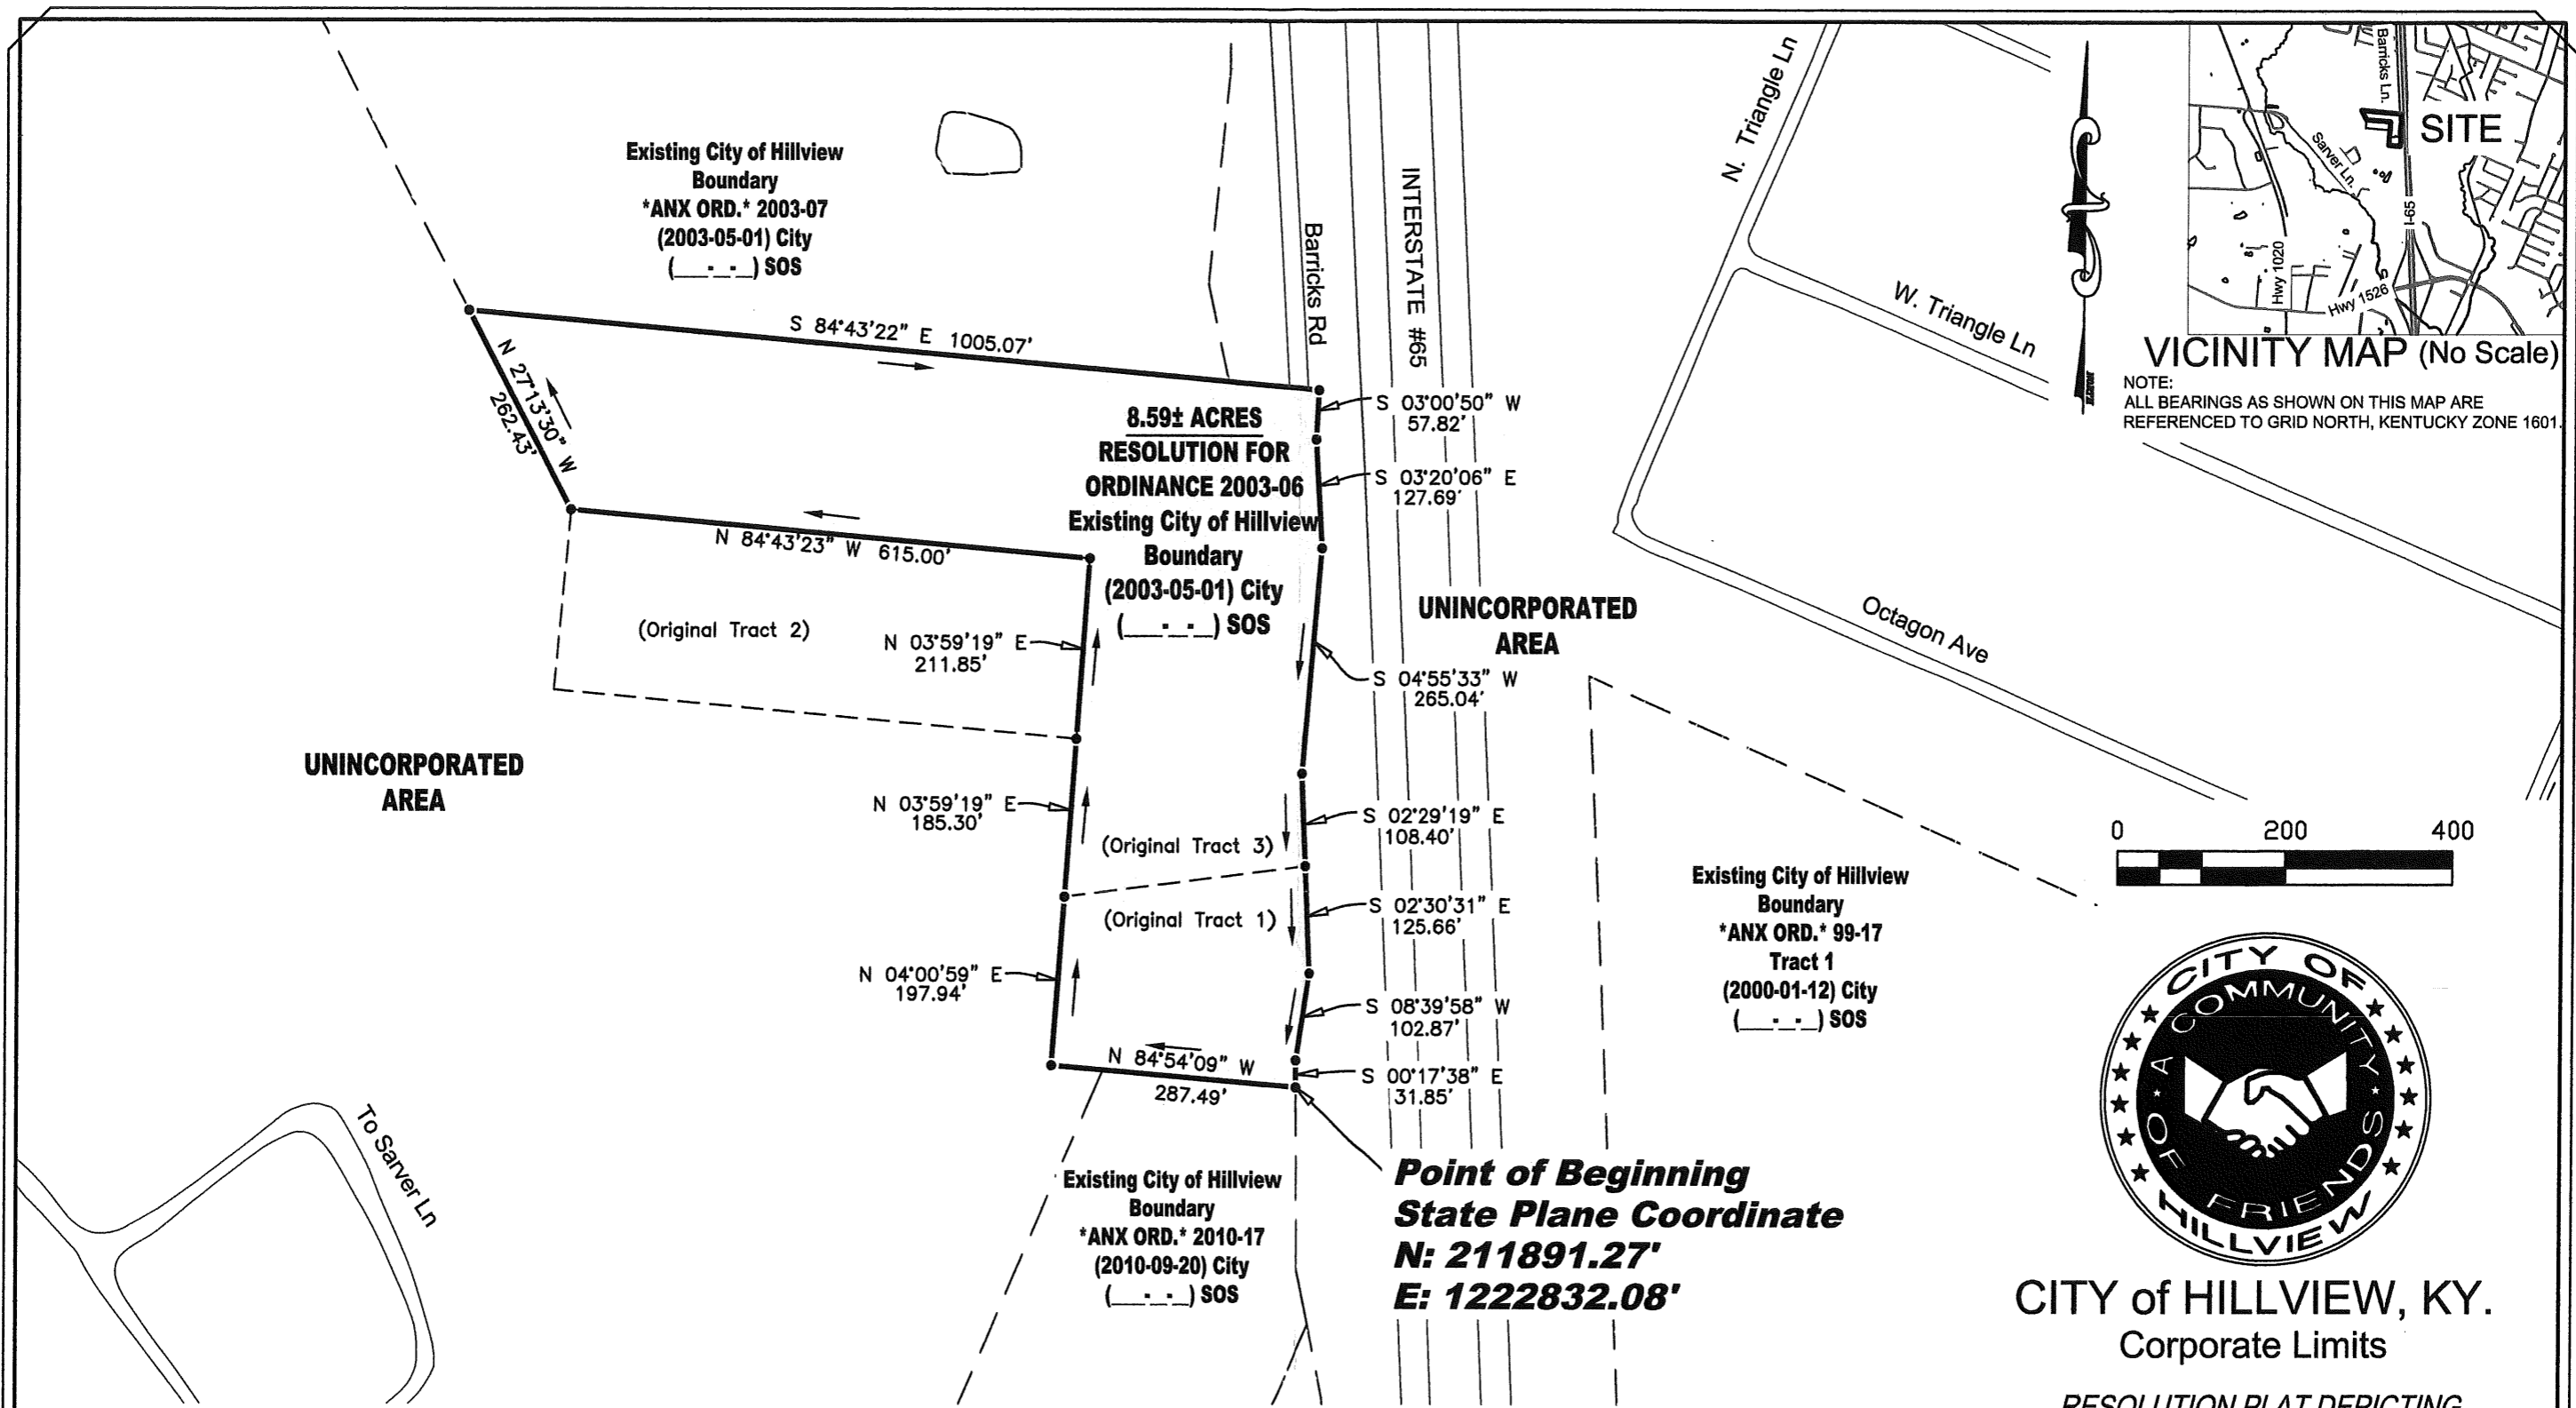 Existing City of Hillview
Boundary
*ANX ORD.* 2003-07
(2003-05-01) City
(___-_-_) SOS
Barricks Rd
INTERSTATE #65
N. Triangle Ln
W. Triangle Ln
Octagon Ave
Barricks Ln.
SITE
Sarver Ln.
I-65
Hwy 1020
Hwy 1526
VICINITY MAP (No Scale)
NOTE:
ALL BEARINGS AS SHOWN ON THIS MAP ARE
REFERENCED TO GRID NORTH, KENTUCKY ZONE 1601.
NORTH
S 84°43'22" E 1005.07'
N 27°13'30" W
262.43'
8.59± ACRES
RESOLUTION FOR
ORDINANCE 2003-06
Existing City of Hillview
Boundary
(2003-05-01) City
(___-_-_) SOS
S 03°00'50" W
57.82'
S 03°20'06" E
127.69'
N 84°43'23" W 615.00'
(Original Tract 2)
N 03°59'19" E
211.85'
UNINCORPORATED
AREA
S 04°55'33" W
265.04'
UNINCORPORATED
AREA
N 03°59'19" E
185.30'
(Original Tract 3)
S 02°29'19" E
108.40'
(Original Tract 1)
S 02°30'31" E
125.66'
N 04°00'59" E
197.94'
S 08°39'58" W
102.87'
N 84°54'09" W
287.49'
S 00°17'38" E
31.85'
Existing City of Hillview
Boundary
*ANX ORD.* 99-17
Tract 1
(2000-01-12) City
(___-_-_) SOS
0 200 400
To Sarver Ln
Existing City of Hillview
Boundary
*ANX ORD.* 2010-17
(2010-09-20) City
(___-_-_) SOS
Point of Beginning
State Plane Coordinate
N: 211891.27'
E: 1222832.08'
CITY OF
HILLVIEW
A COMMUNITY
OF FRIENDS
CITY of HILLVIEW, KY.
Corporate Limits
RESOLUTION PLAT DEPICTING